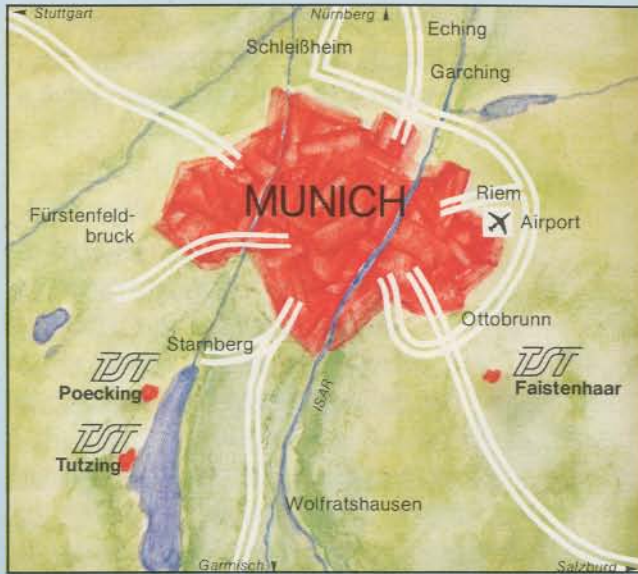 Stuttgart
Nürnberg
Eching
Schleißheim
Garching
MUNICH
Riem
Airport
Fürstenfeld-
bruck
Ottobrunn
Starnberg
TST
Poecking
TST
Faistenhaar
TST
Tutzing
ISAR
Wolfratshausen
Garmisch
Salzburg